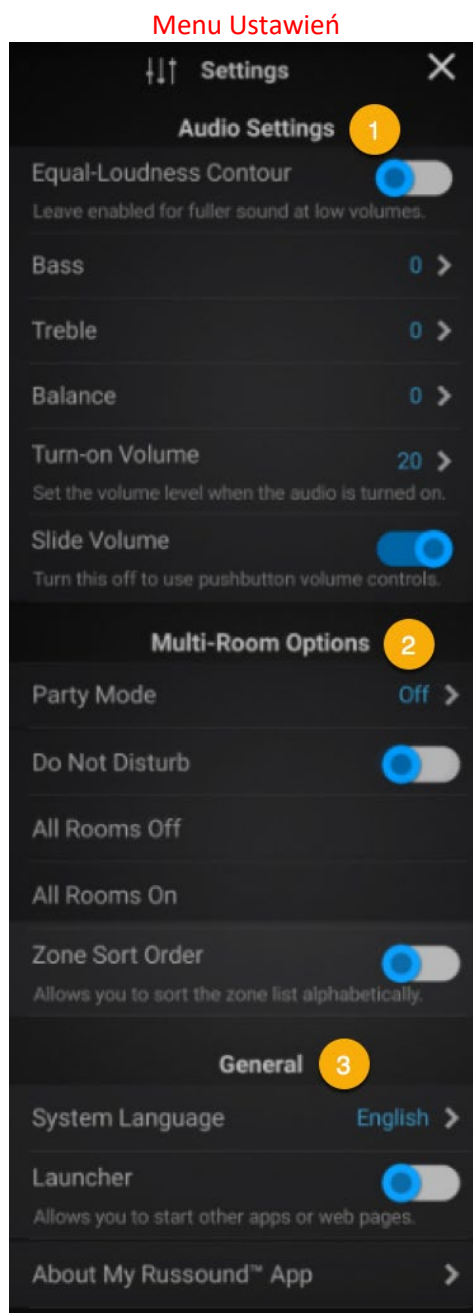 Menu Ustawień
Settings
Audio Settings 1
Equal-Loudness Contour
Leave enabled for fuller sound at low volumes.
Bass 0
Treble 0
Balance 0
Turn-on Volume 20
Set the volume level when the audio is turned on.
Slide Volume
Turn this off to use pushbutton volume controls.
Multi-Room Options 2
Party Mode Off
Do Not Disturb
All Rooms Off
All Rooms On
Zone Sort Order
Allows you to sort the zone list alphabetically.
General 3
System Language English
Launcher
Allows you to start other apps or web pages.
About My Russound™ App